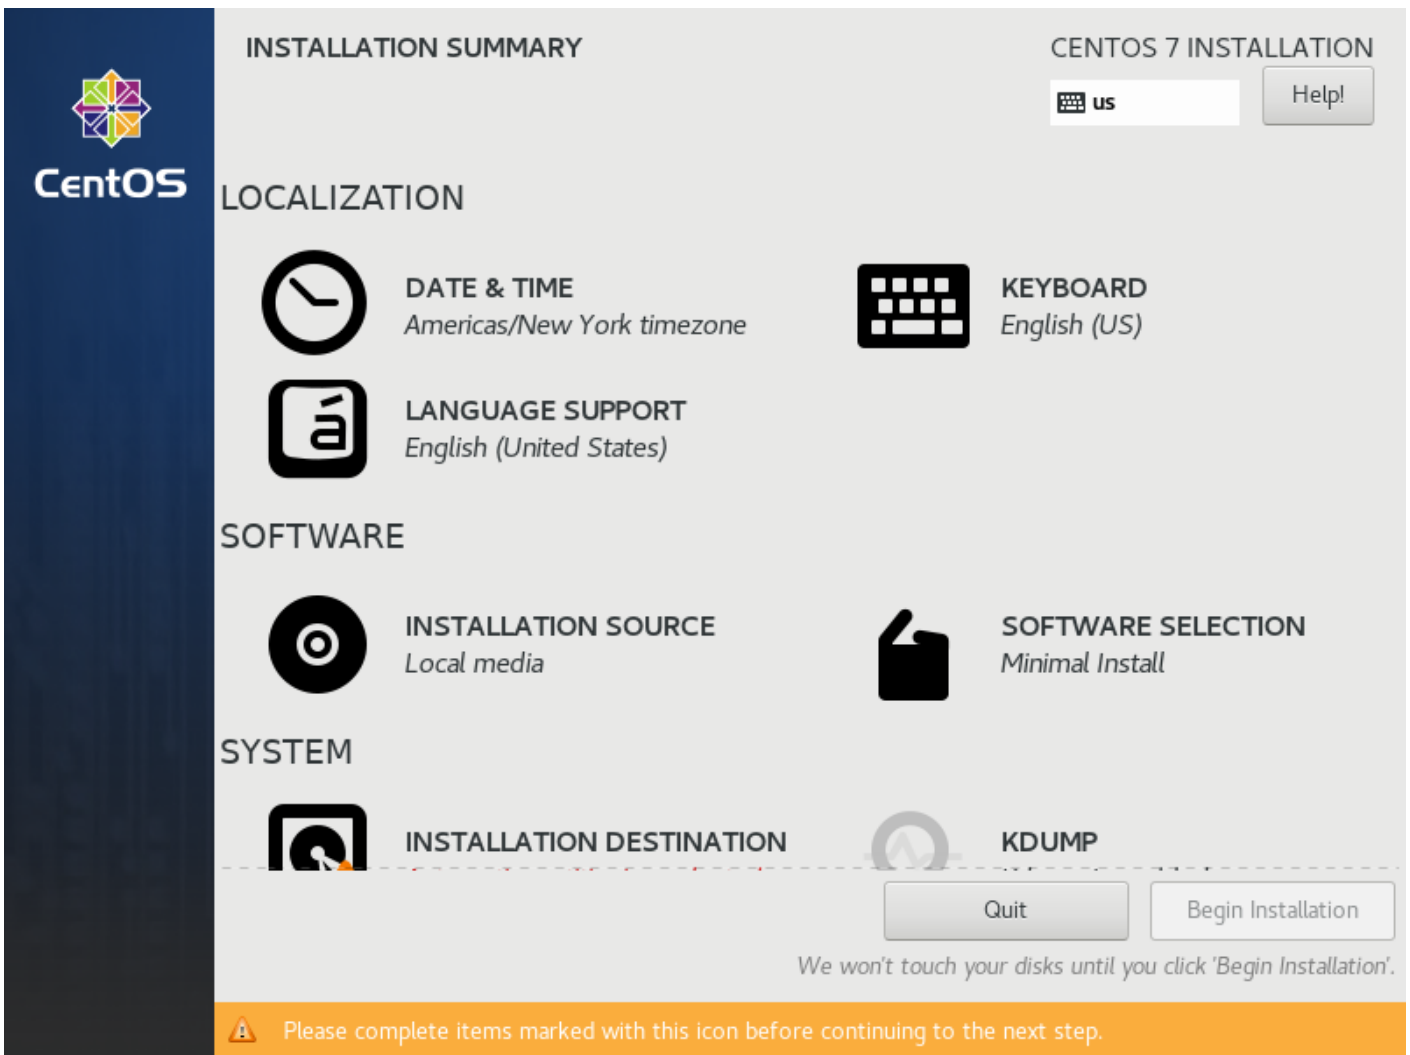 INSTALLATION SUMMARY
CENTOS 7 INSTALLATION
us
Help!
CentOS
LOCALIZATION
DATE & TIME
Americas/New York timezone
KEYBOARD
English (US)
á
LANGUAGE SUPPORT
English (United States)
SOFTWARE
INSTALLATION SOURCE
Local media
SOFTWARE SELECTION
Minimal Install
SYSTEM
INSTALLATION DESTINATION
KDUMP
Quit
Begin Installation
We won't touch your disks until you click 'Begin Installation'.
Please complete items marked with this icon before continuing to the next step.